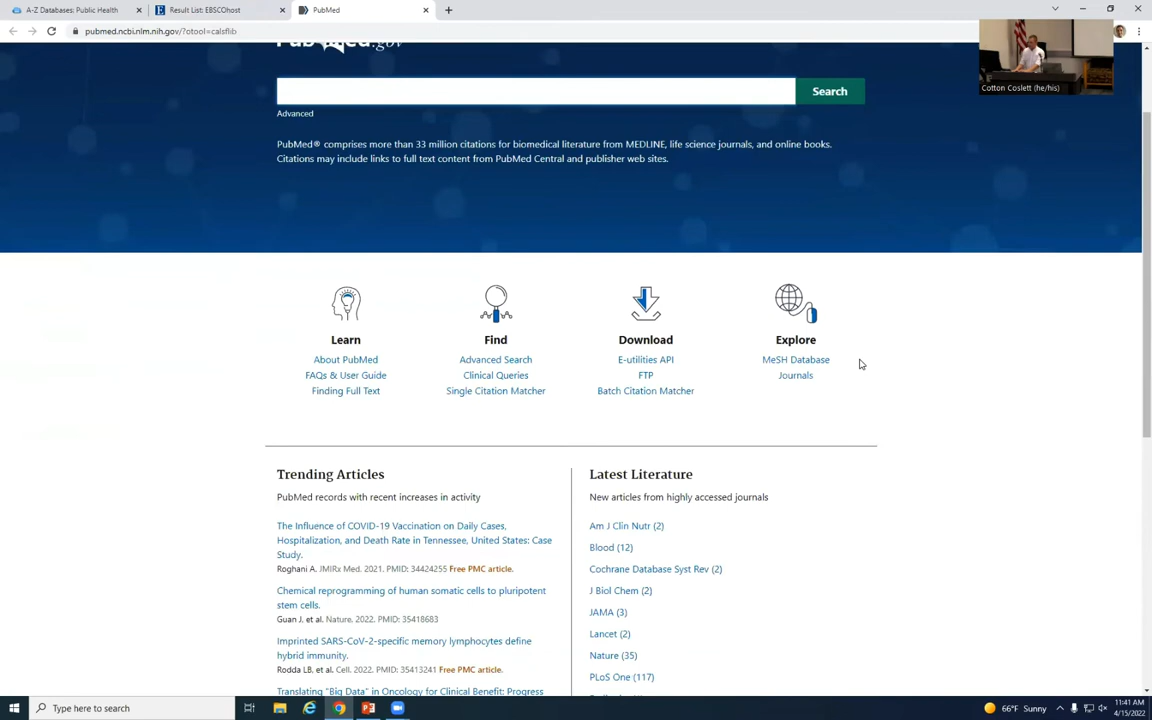 A-Z Databases: Public Health
Result List: EBSCOhost
PubMed
pubmed.ncbi.nlm.nih.gov/?otool=calsflib
PubMed.gov
Search
Advanced
PubMed® comprises more than 33 million citations for biomedical literature from MEDLINE, life science journals, and online books.
Citations may include links to full text content from PubMed Central and publisher web sites.
Cotton Coslett (he/his)
Learn
About PubMed
FAQs & User Guide
Finding Full Text
Find
Advanced Search
Clinical Queries
Single Citation Matcher
Download
E-utilities API
FTP
Batch Citation Matcher
Explore
MeSH Database
Journals
Trending Articles
PubMed records with recent increases in activity
The Influence of COVID-19 Vaccination on Daily Cases,
Hospitalization, and Death Rate in Tennessee, United States: Case
Study.
Roghani A. JMIRx Med. 2021. PMID: 34424255 Free PMC article.
Chemical reprogramming of human somatic cells to pluripotent
stem cells.
Guan J, et al. Nature. 2022. PMID: 35418683
Imprinted SARS-CoV-2-specific memory lymphocytes define
hybrid immunity.
Rodda LB, et al. Cell. 2022. PMID: 35413241 Free PMC article.
Translating "Big Data" in Oncology for Clinical Benefit: Progress
Latest Literature
New articles from highly accessed journals
Am J Clin Nutr (2)
Blood (12)
Cochrane Database Syst Rev (2)
J Biol Chem (2)
JAMA (3)
Lancet (2)
Nature (35)
PLoS One (117)
Type here to search
66°F Sunny
11:41 AM
4/15/2022